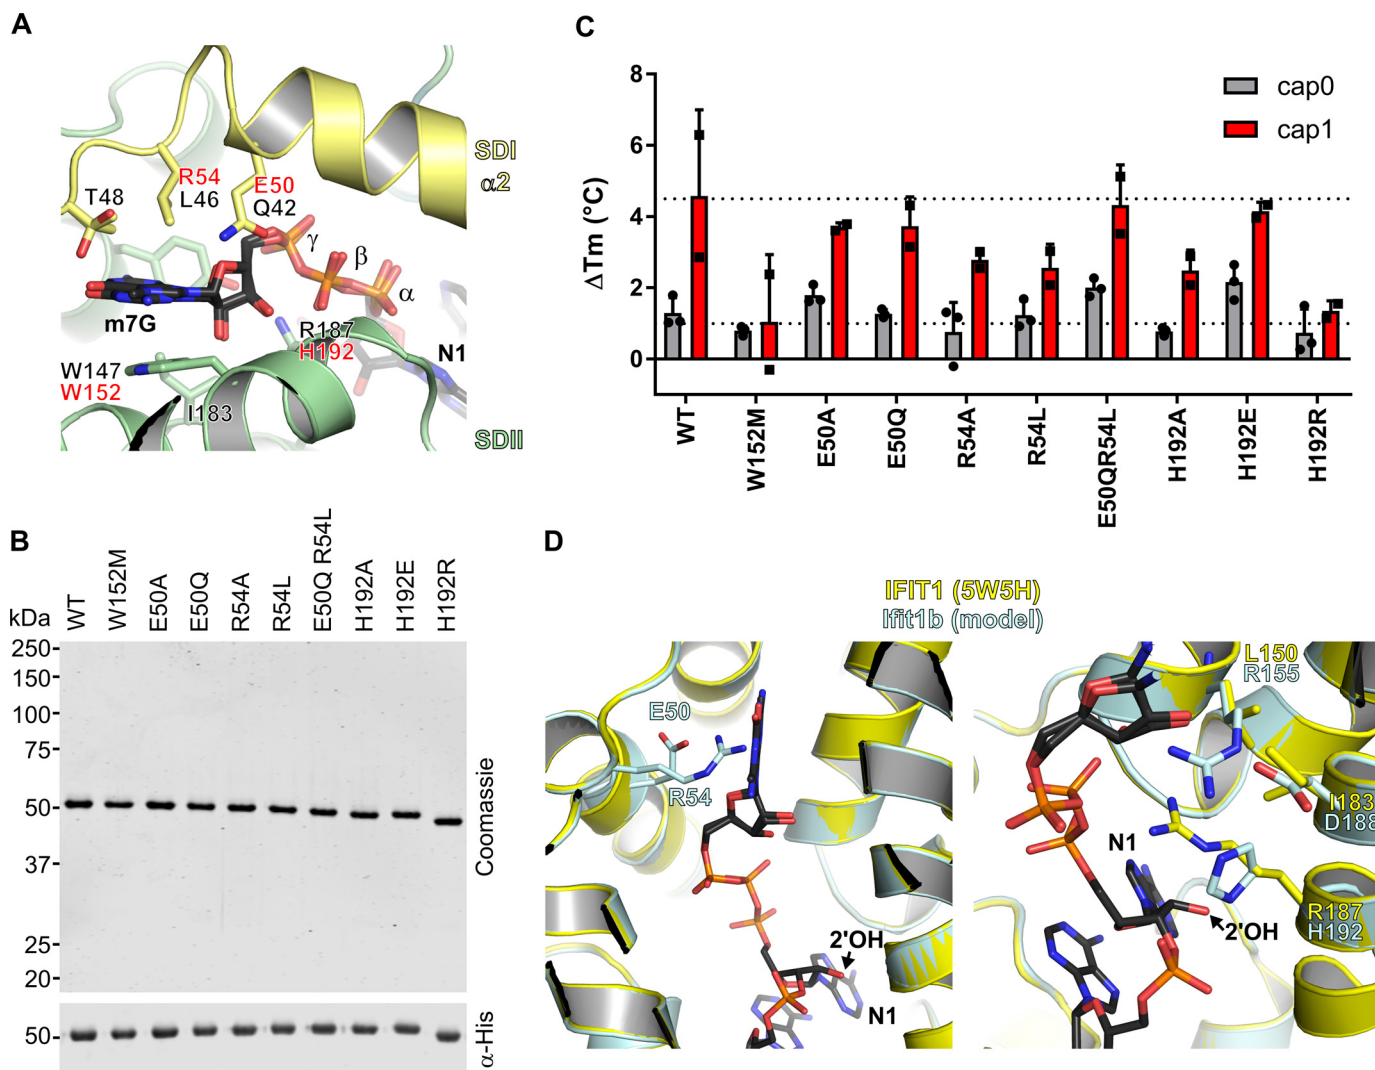 A
SDI
α2
R54
L46
E50
Q42
T48
γ
β
α
m7G
R187
H192
N1
W147
W152
I183
SDII
B
WT
W152M
E50A
E50Q
R54A
R54L
E50Q R54L
H192A
H192E
H192R
kDa
250
150
100
75
50
37
25
20
Coomassie
50
α-His
C
ΔTm (°C)
8
6
4
2
0
cap0
cap1
WT
W152M
E50A
E50Q
R54A
R54L
E50QR54L
H192A
H192E
H192R
D
IFIT1 (5W5H)
Ifit1b (model)
E50
R54
2'OH
N1
L150
R155
I183
D188
N1
R187
H192
2'OH